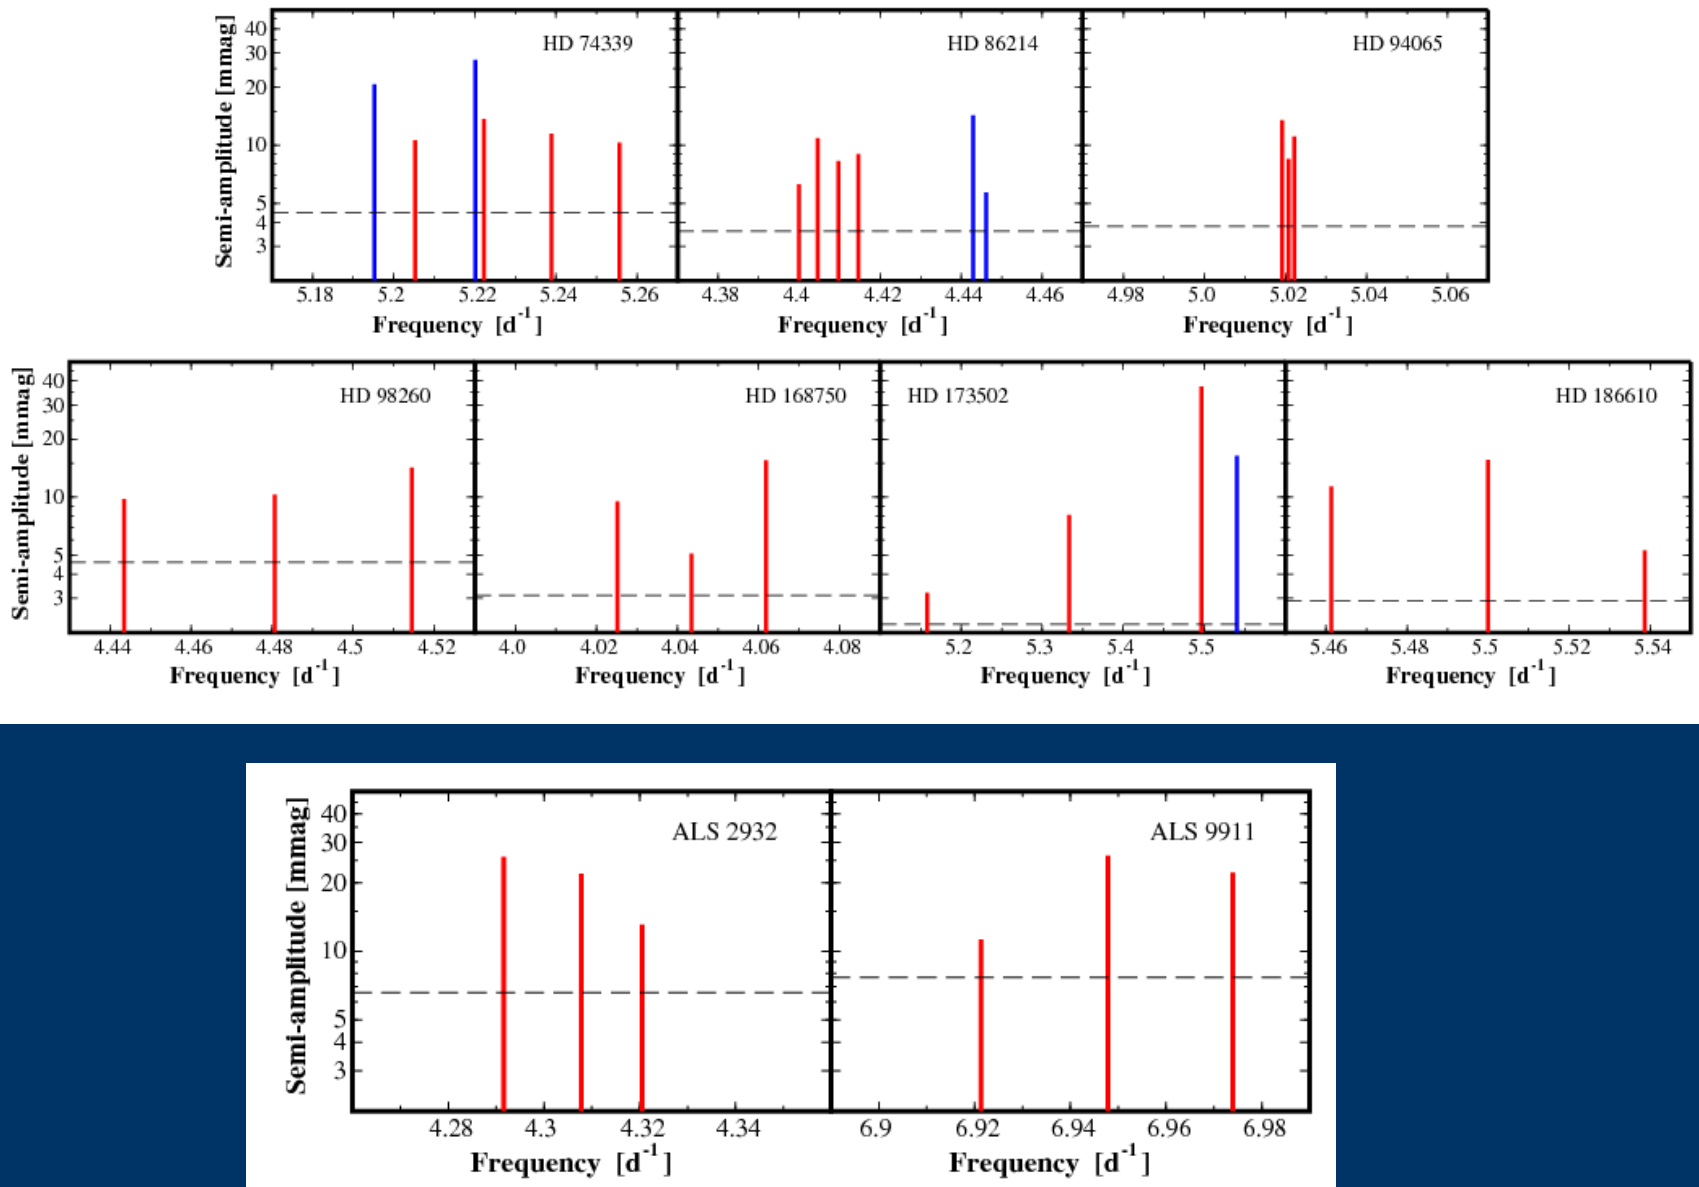 HD 74339
HD 86214
HD 94065
Semi-amplitude [mmag]
40
30
20
10
5
4
3
5.18 5.2 5.22 5.24 5.26
4.38 4.4 4.42 4.44 4.46
4.98 5.0 5.02 5.04 5.06
Frequency [d-1]
Frequency [d-1]
Frequency [d-1]
HD 98260
HD 168750
HD 173502
HD 186610
Semi-amplitude [mmag]
40
30
20
10
5
4
3
4.44 4.46 4.48 4.5 4.52
4.0 4.02 4.04 4.06 4.08
5.2 5.3 5.4 5.5
5.46 5.48 5.5 5.52 5.54
Frequency [d-1]
Frequency [d-1]
Frequency [d-1]
Frequency [d-1]
ALS 2932
ALS 9911
Semi-amplitude [mmag]
40
30
20
10
5
4
3
4.28 4.3 4.32 4.34
6.9 6.92 6.94 6.96 6.98
Frequency [d-1]
Frequency [d-1]